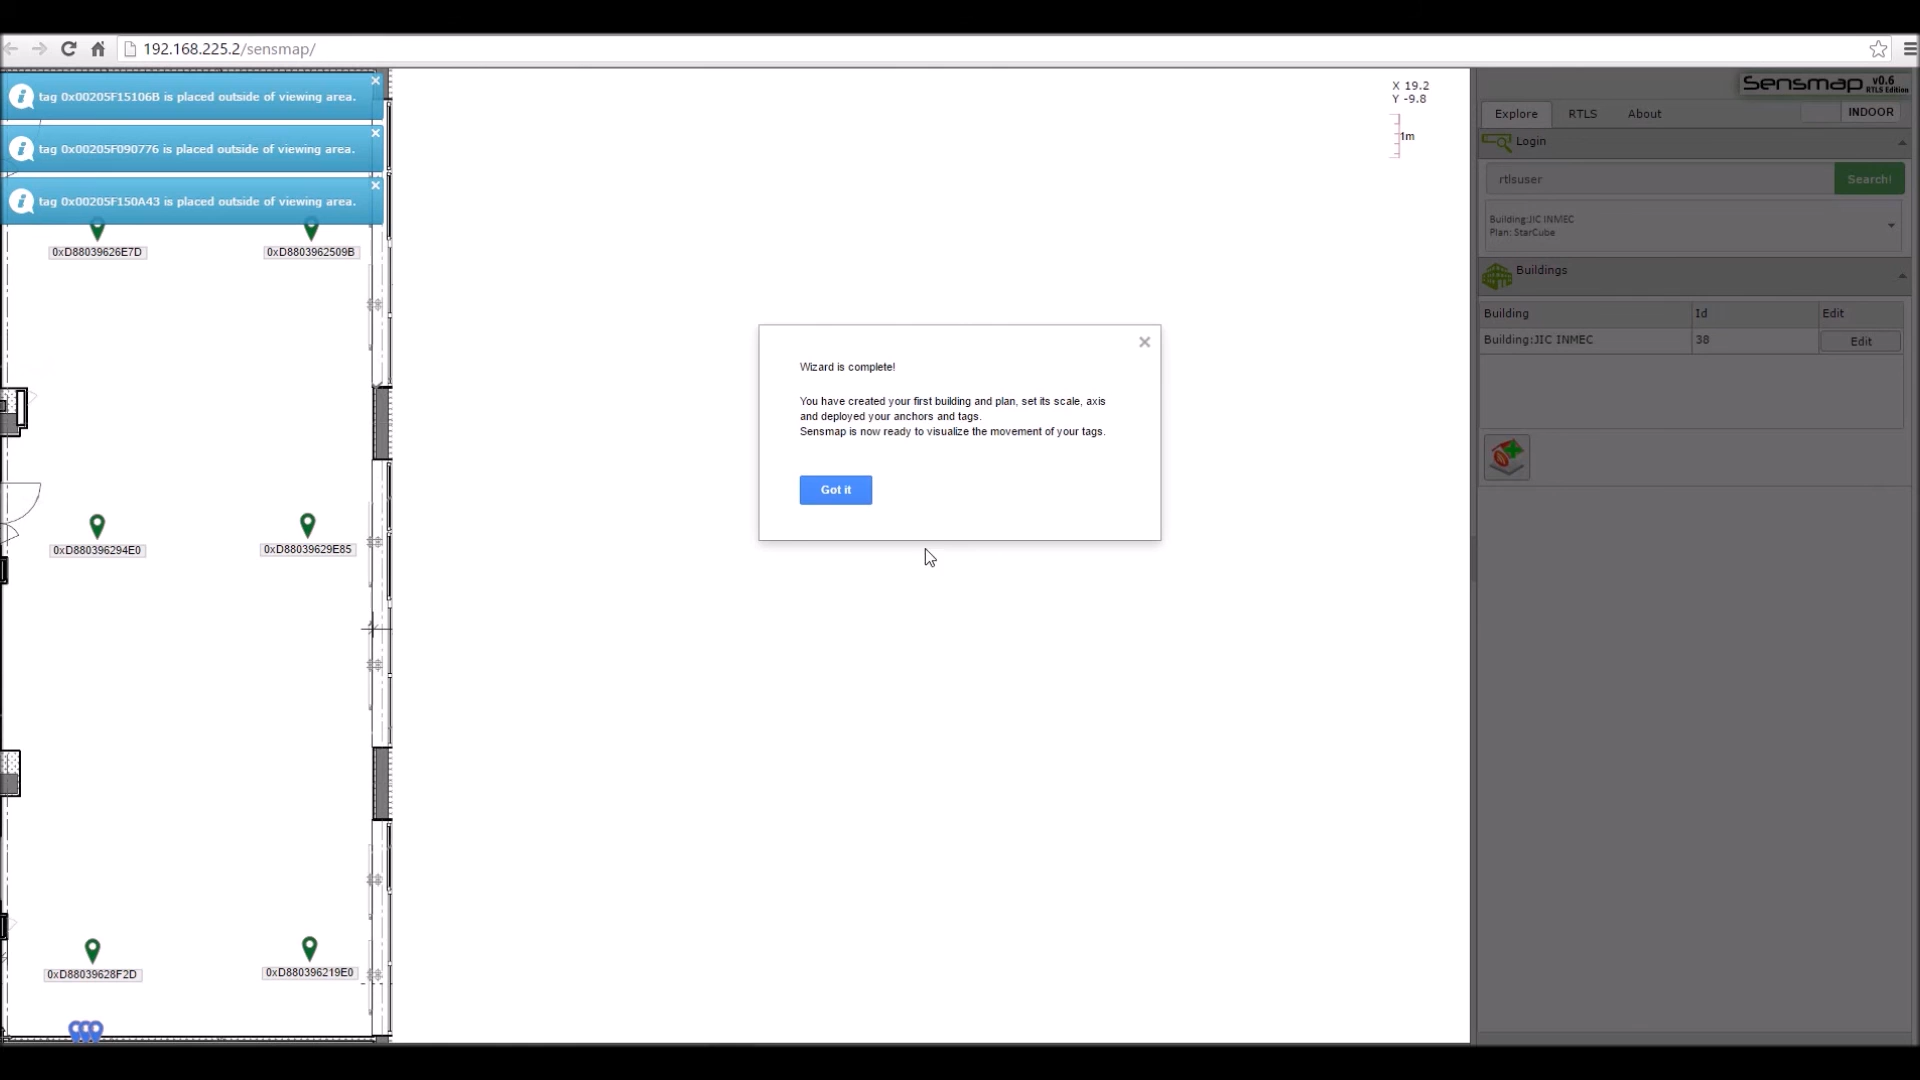 192.168.225.2/sensmap/
tag 0x00205F15106B is placed outside of viewing area.
tag 0x00205F090776 is placed outside of viewing area.
tag 0x00205F150A43 is placed outside of viewing area.
0xD88039626E7D
0xD8803962509B
0xD880396294E0
0xD88039629E85
0xD88039628F2D
0xD880396219E0
X 19.2
Y -9.8
1m
Wizard is complete!
You have created your first building and plan, set its scale, axis
and deployed your anchors and tags.
Sensmap is now ready to visualize the movement of your tags.
Got it
Sensmap v0.6
RTLS Edition
Explore RTLS About INDOOR
Login
rtlsuser Search!
Building:JIC INMEC
Plan: StarCube
Buildings
Building Id Edit
Building:JIC INMEC 38 Edit